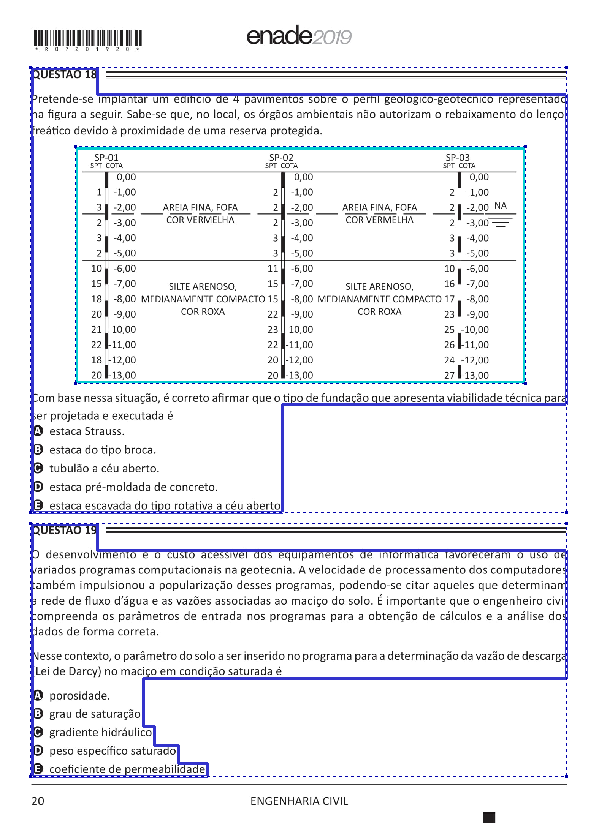 *R07201920*
enade2019
QUESTÃO 18
Pretende-se implantar um edifício de 4 pavimentos sobre o perfil geológico-geotécnico representado
na figura a seguir. Sabe-se que, no local, os órgãos ambientais não autorizam o rebaixamento do lenço
freático devido à proximidade de uma reserva protegida.
SP-01 SP-02 SP-03
SPT COTA SPT COTA SPT COTA
0,00 0,00 0,00
1 -1,00 2 -1,00 2 1,00
3 -2,00 AREIA FINA, FOFA 2 -2,00 AREIA FINA, FOFA 2 -2,00 NA
2 -3,00 COR VERMELHA 2 -3,00 COR VERMELHA 2 -3,00
3 -4,00 3 -4,00 3 -4,00
2 -5,00 3 -5,00 3 -5,00
10 -6,00 11 -6,00 10 -6,00
15 -7,00 SILTE ARENOSO, 15 -7,00 SILTE ARENOSO, 16 -7,00
18 -8,00 MEDIANAMENTE COMPACTO 15 -8,00 MEDIANAMENTE COMPACTO 17 -8,00
20 -9,00 COR ROXA 22 -9,00 COR ROXA 23 -9,00
21 10,00 23 10,00 25 -10,00
22 -11,00 22 -11,00 26 -11,00
18 -12,00 20 -12,00 24 -12,00
20 -13,00 20 -13,00 27 13,00
Com base nessa situação, é correto afirmar que o tipo de fundação que apresenta viabilidade técnica para
ser projetada e executada é
A estaca Strauss.
B estaca do tipo broca.
C tubulão a céu aberto.
D estaca pré-moldada de concreto.
E estaca escavada do tipo rotativa a céu aberto
QUESTÃO 19
O desenvolvimento e o custo acessível dos equipamentos de informática favoreceram o uso de
variados programas computacionais na geotecnia. A velocidade de processamento dos computadores
também impulsionou a popularização desses programas, podendo-se citar aqueles que determinam
a rede de fluxo d'água e as vazões associadas ao maciço do solo. É importante que o engenheiro civi
compreenda os parâmetros de entrada nos programas para a obtenção de cálculos e a análise dos
dados de forma correta.
Nesse contexto, o parâmetro do solo a ser inserido no programa para a determinação da vazão de descarga
(Lei de Darcy) no maciço em condição saturada é
A porosidade.
B grau de saturação
C gradiente hidráulico
D peso específico saturado
E coeficiente de permeabilidade
20 ENGENHARIA CIVIL